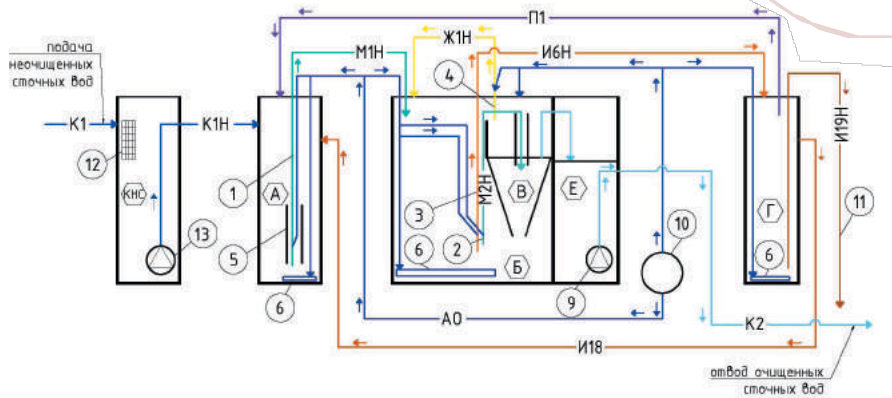 П1
подача
неочищенных
сточных вод
М1Н
Ж1Н
И6Н
4
К1
К1Н
И19Н
12
КНС
1
А
3
М2Н
В
Е
Г
11
13
5
2
6
Б
10
6
6
9
АО
К2
И18
отвод очищенных
сточных вод